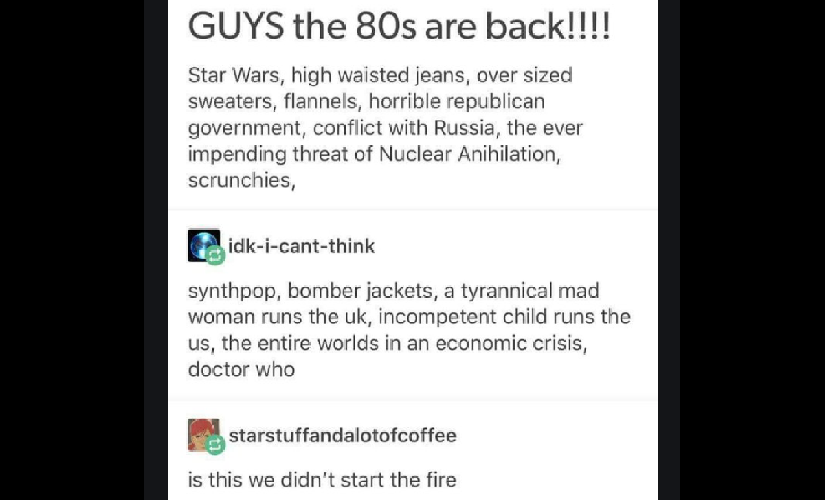 GUYS the 80s are back!!!!
Star Wars, high waisted jeans, over sized
sweaters, flannels, horrible republican
government, conflict with Russia, the ever
impending threat of Nuclear Anihilation,
scrunchies,
idk-i-cant-think
synthpop, bomber jackets, a tyrannical mad
woman runs the uk, incompetent child runs the
us, the entire worlds in an economic crisis,
doctor who
starstuffandalotofcoffee
is this we didn't start the fire